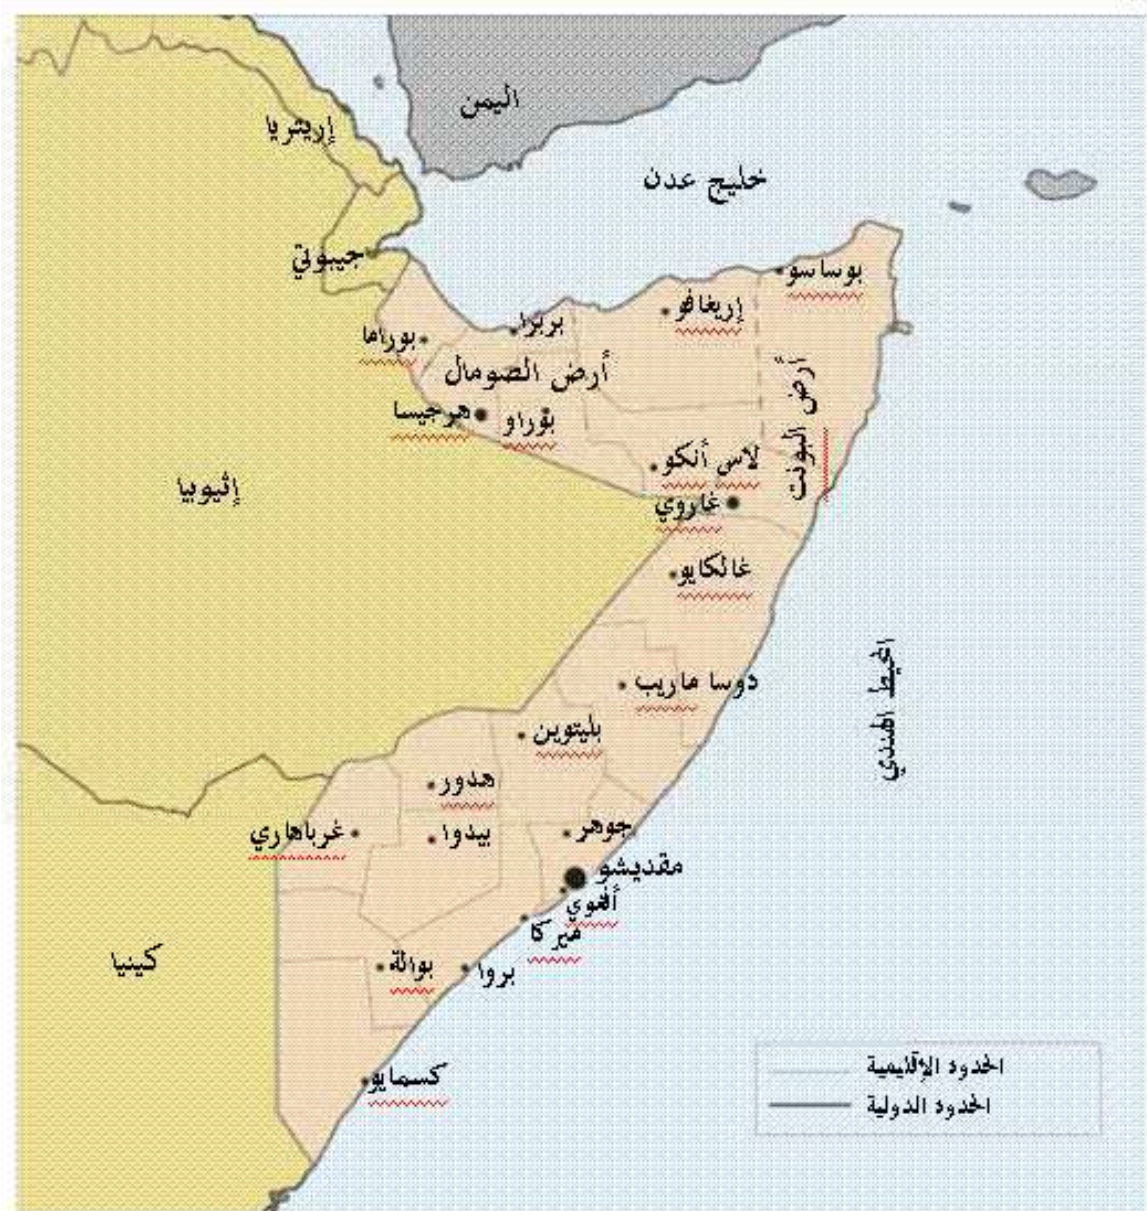 اليمن
إريتريا
خليج عدن
جيبوتي
بوساسو
إريغافو
بربرا
بوراما
أرض الصومال
أرض البونت
هرجيسا
بوراو
لاس أنكو
إثيوبيا
غاروي
غالكايو
المحيط الهندي
دوسا ماريب
بليتوين
هدور
غرباهاري
بيدوا
جوهر
مقديشو
أفغوي
ميركا
كينيا
بوالة
بروا
كسمايو
الحدود الإقليمية
الحدود الدولية